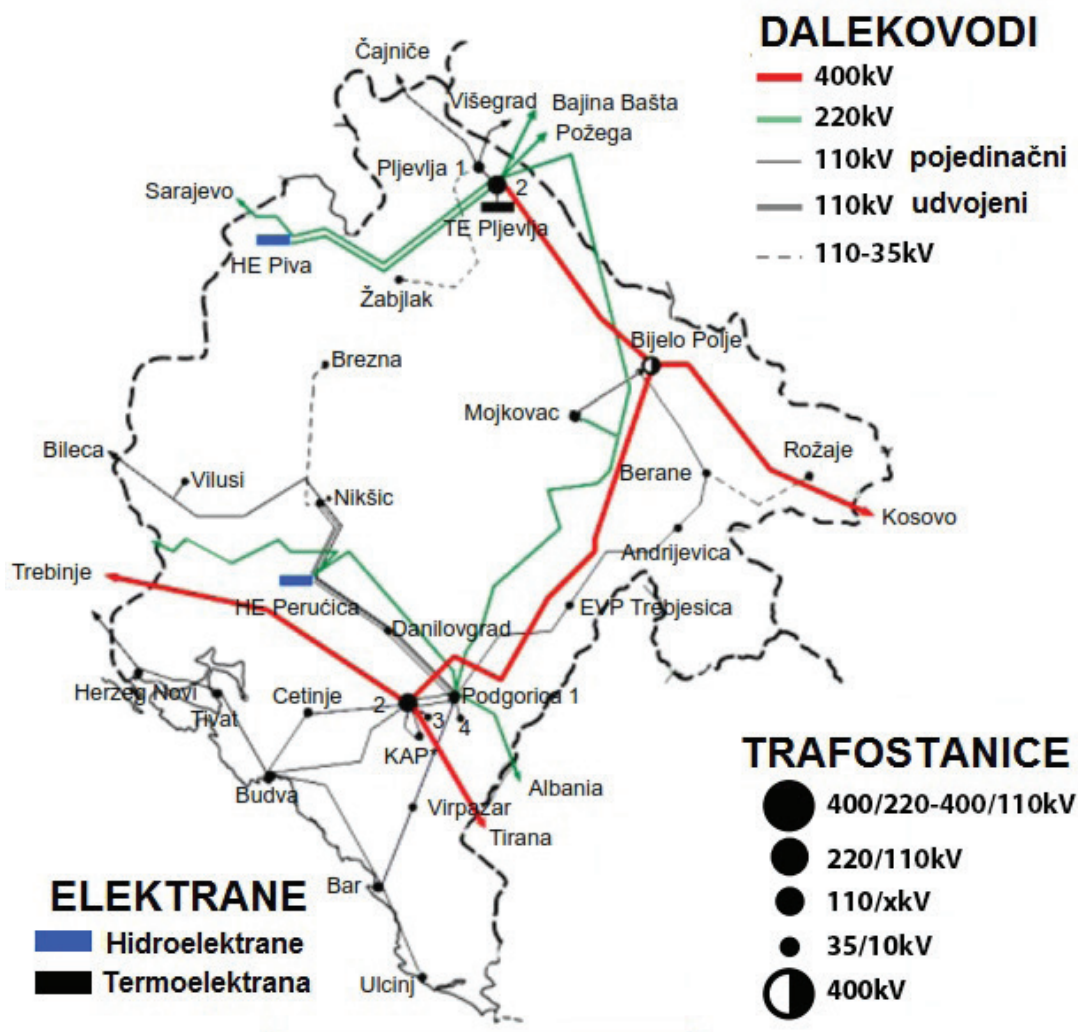 DALEKOVODI
400kV
220kV
110kV pojedinačni
110kV udvojeni
110-35kV
Čajniče
Višegrad
Bajina Bašta
Požega
Pljevlja 1
2
TE Pljevlja
Sarajevo
HE Piva
Žabljak
Bijelo Polje
Brezna
Mojkovac
Bileca
Vilusi
Nikšic
Berane
Rožaje
Kosovo
Andrijevica
Trebinje
HE Perućica
EVP Trebjesica
Danilovgrad
Herzeg Novi
Tivat
Cetinje
2
Podgorica 1
3
4
KAP*
Budva
Virpazar
Albania
Tirana
Bar
Ulcinj
TRAFOSTANICE
400/220-400/110kV
220/110kV
110/xkV
35/10kV
400kV
ELEKTRANE
Hidroelektrane
Termoelektrana